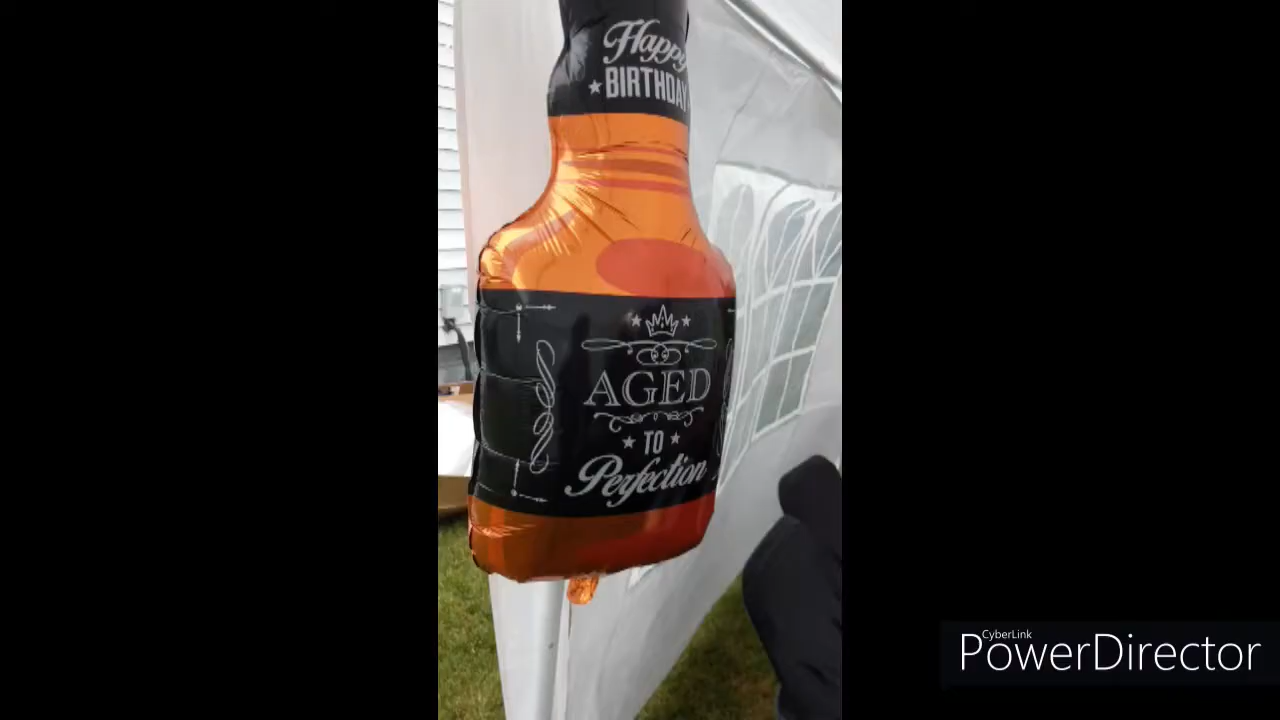 Happy
BIRTHDAY
AGED
TO
Perfection
CyberLink
PowerDirector